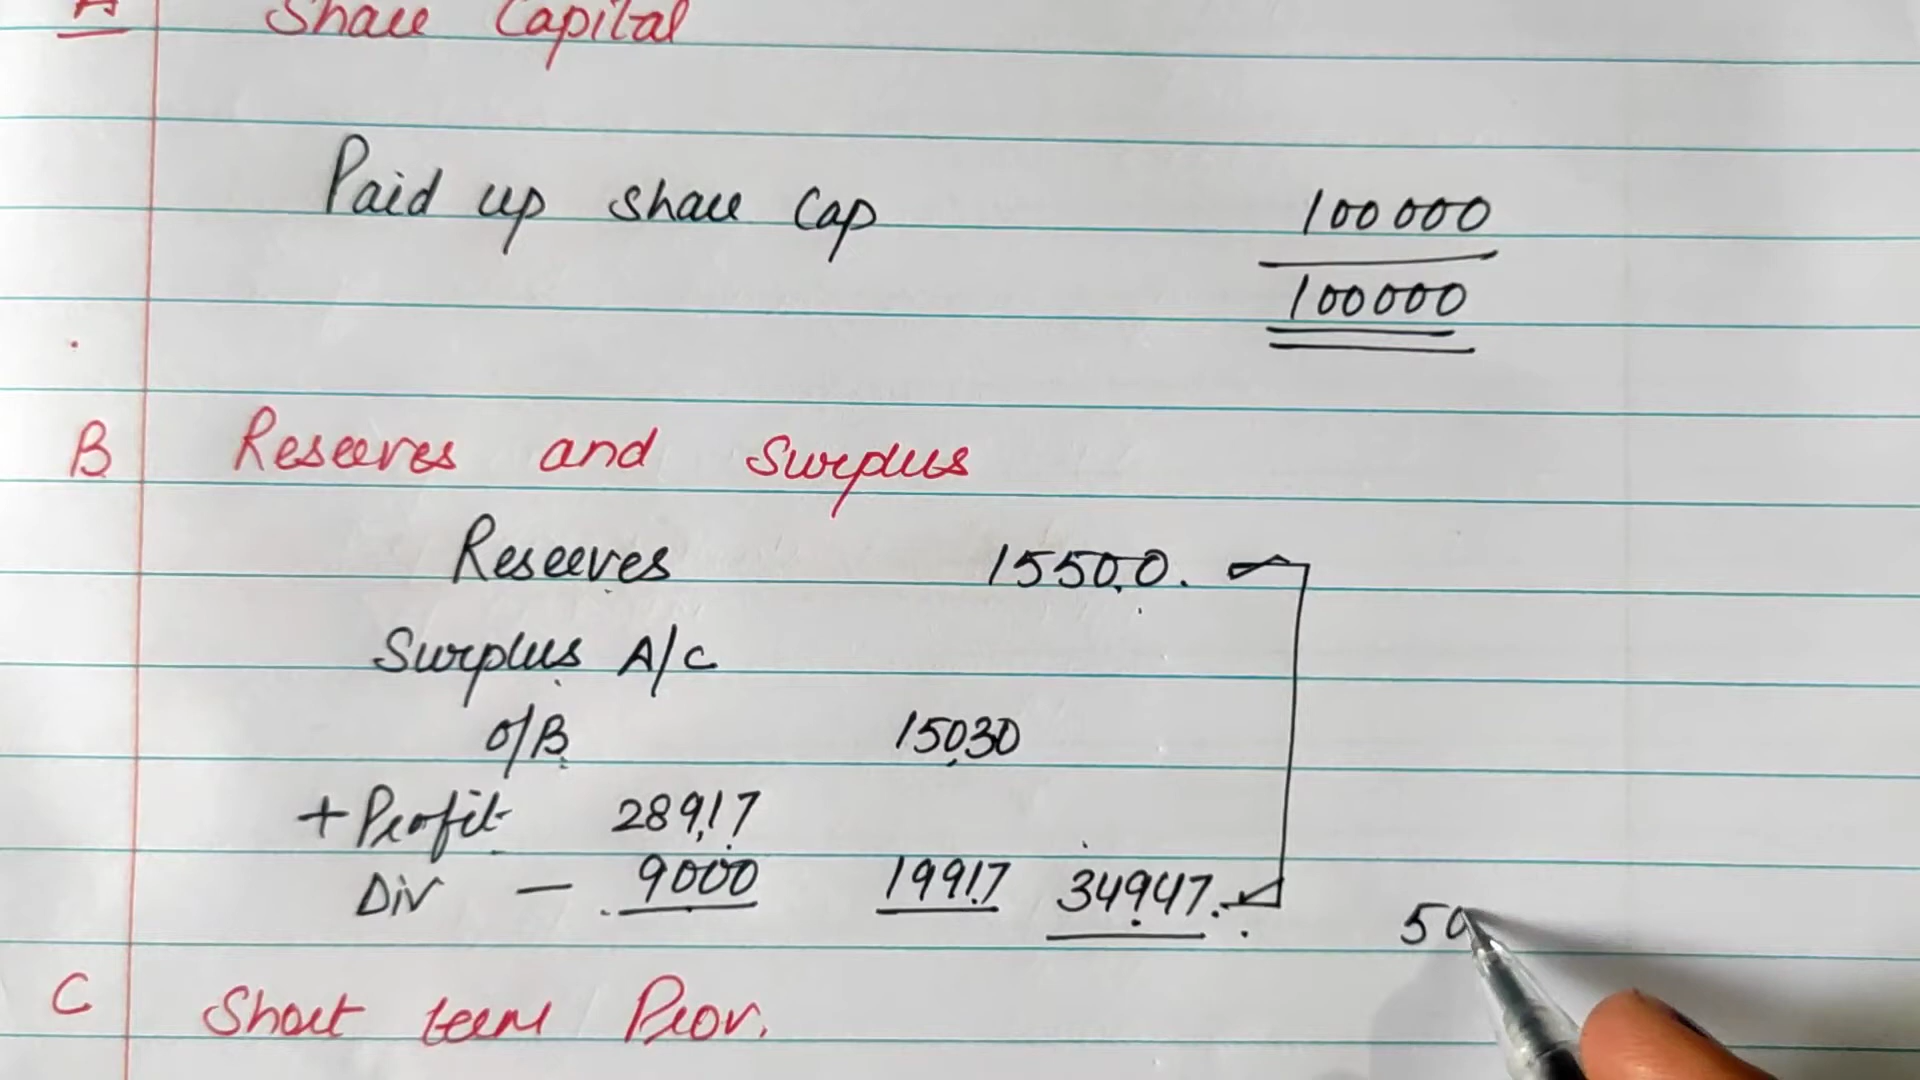 A Share Capital
Paid up share Cap 100000
100000
B Reserves and Surplus
Reserves 15500.
Surplus A/c
O/B 15030
+ Profit 28917
Div — 9000 19917 34947.
50
C Short term Prov.